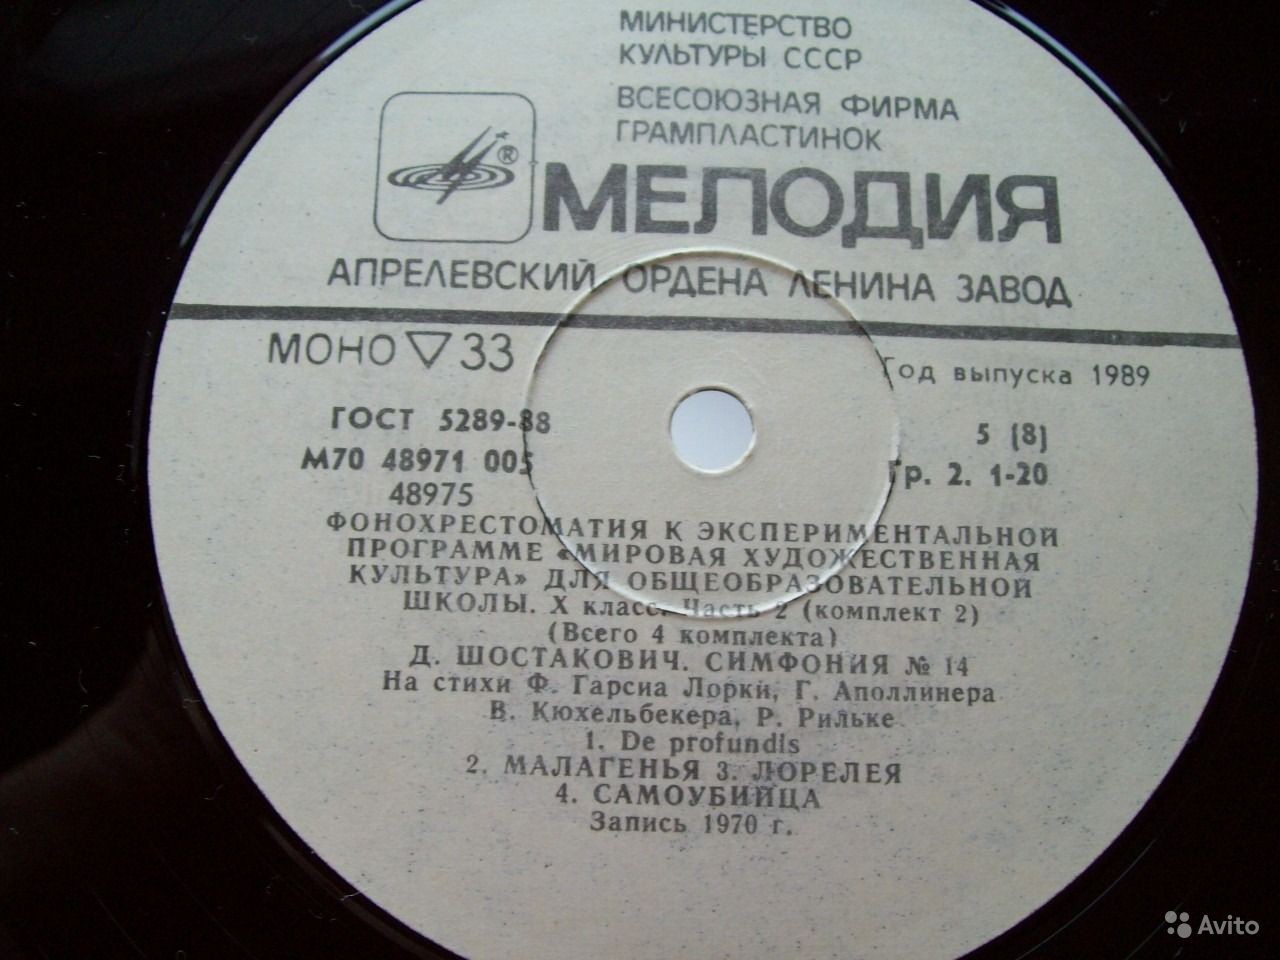 МИНИСТЕРСТВО
КУЛЬТУРЫ СССР
ВСЕСОЮЗНАЯ ФИРМА
ГРАМПЛАСТИНОК
®
МЕЛОДИЯ
АПРЕЛЕВСКИЙ ОРДЕНА ЛЕНИНА ЗАВОД
МОНО ▽ 33
Год выпуска 1989
ГОСТ 5289-88
5 (8)
М70 48971 005
Гр. 2. 1-20
48975
ФОНОХРЕСТОМАТИЯ К ЭКСПЕРИМЕНТАЛЬНОЙ
ПРОГРАММЕ «МИРОВАЯ ХУДОЖЕСТВЕННАЯ
КУЛЬТУРА» ДЛЯ ОБЩЕОБРАЗОВАТЕЛЬНОЙ
ШКОЛЫ. X класс. Часть 2 (комплект 2)
(Всего 4 комплекта)
Д. ШОСТАКОВИЧ. СИМФОНИЯ № 14
На стихи Ф. Гарсиа Лорки, Г. Аполлинера
В. Кюхельбекера, Р. Рильке
1. De profundis
2. МАЛАГЕНЬЯ 3. ЛОРЕЛЕЯ
4. САМОУБИЙЦА
Запись 1970 г.
Avito